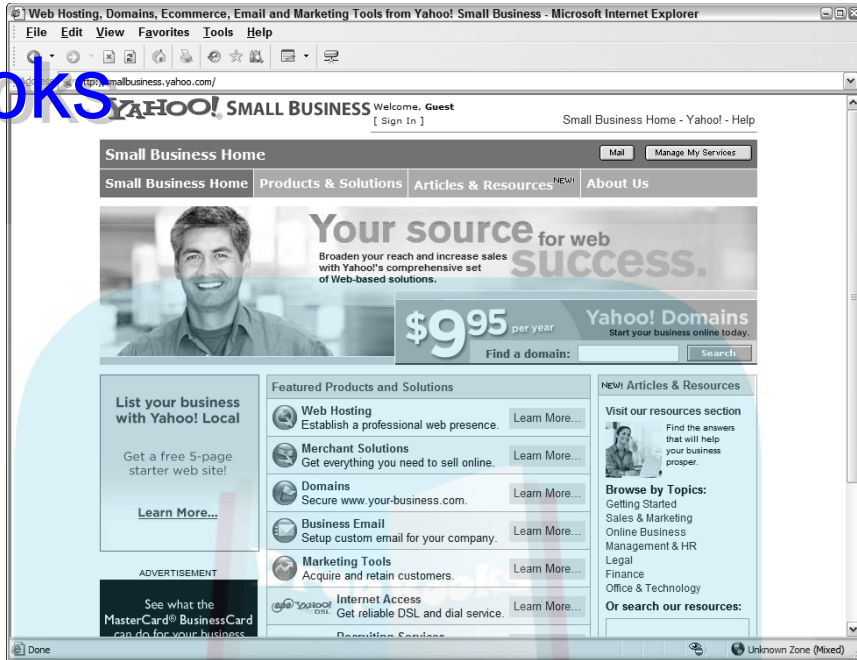 Web Hosting, Domains, Ecommerce, Email and Marketing Tools from Yahoo! Small Business - Microsoft Internet Explorer
File Edit View Favorites Tools Help
http://smallbusiness.yahoo.com/
oks
YAHOO! SMALL BUSINESS
Welcome, Guest
[ Sign In ]
Small Business Home - Yahoo! - Help
Small Business Home
Mail
Manage My Services
Small Business Home
Products & Solutions
Articles & Resources NEW!
About Us
Your source for web
success.
Broaden your reach and increase sales
with Yahoo!'s comprehensive set
of Web-based solutions.
$9.95 per year
Yahoo! Domains
Start your business online today.
Find a domain:
Search
List your business
with Yahoo! Local
Get a free 5-page
starter web site!
Learn More...
ADVERTISEMENT
See what the
MasterCard® BusinessCard
can do for your business
Featured Products and Solutions
Web Hosting
Establish a professional web presence.
Learn More...
Merchant Solutions
Get everything you need to sell online.
Learn More...
Domains
Secure www.your-business.com.
Learn More...
Business Email
Setup custom email for your company.
Learn More...
Marketing Tools
Acquire and retain customers.
Learn More...
YAHOO! DSL
Internet Access
Get reliable DSL and dial service.
Learn More...
Recruiting Services
NEW! Articles & Resources
Visit our resources section
Find the answers
that will help
your business
prosper.
Browse by Topics:
Getting Started
Sales & Marketing
Online Business
Management & HR
Legal
Finance
Office & Technology
Or search our resources:
Done
Unknown Zone (Mixed)